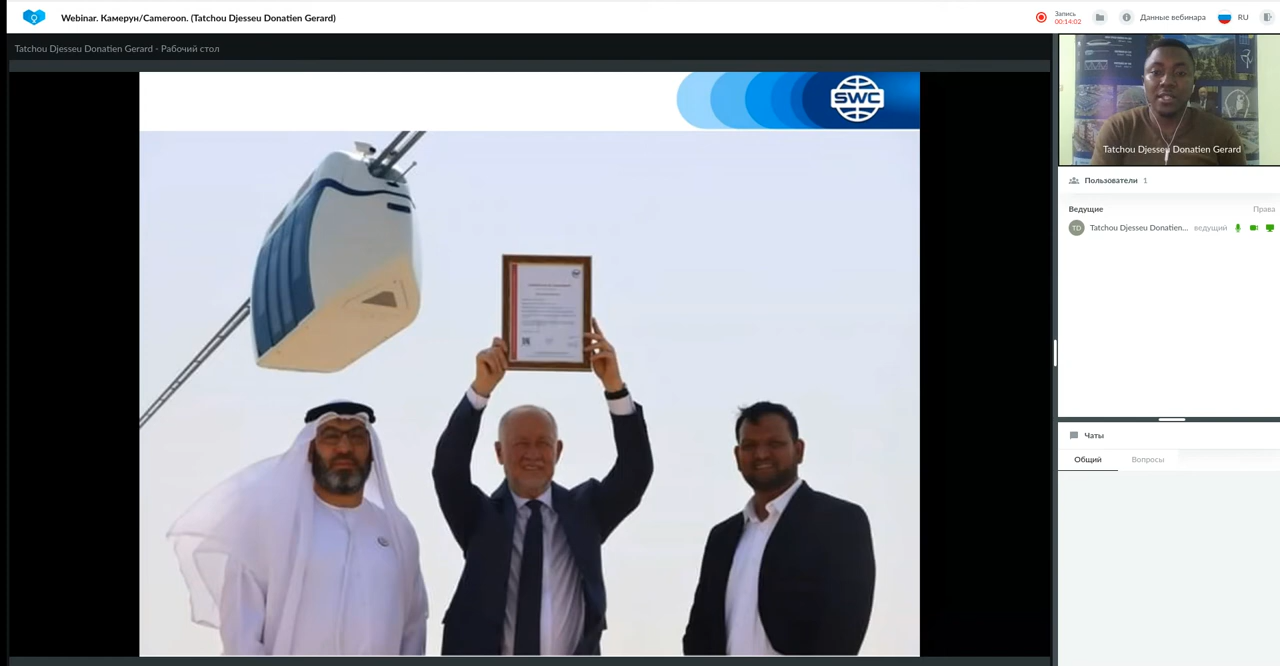 Webinar. Камерун/Cameroon. (Tatchou Djesseu Donatien Gerard)
Запись
00:14:02
Данные вебинара
RU
Tatchou Djesseu Donatien Gerard - Рабочий стол
SWC
Tatchou Djesseu Donatien Gerard
Пользователи 1
Ведущие Права
TD Tatchou Djesseu Donatien... ведущий
Чаты
Общий Вопросы